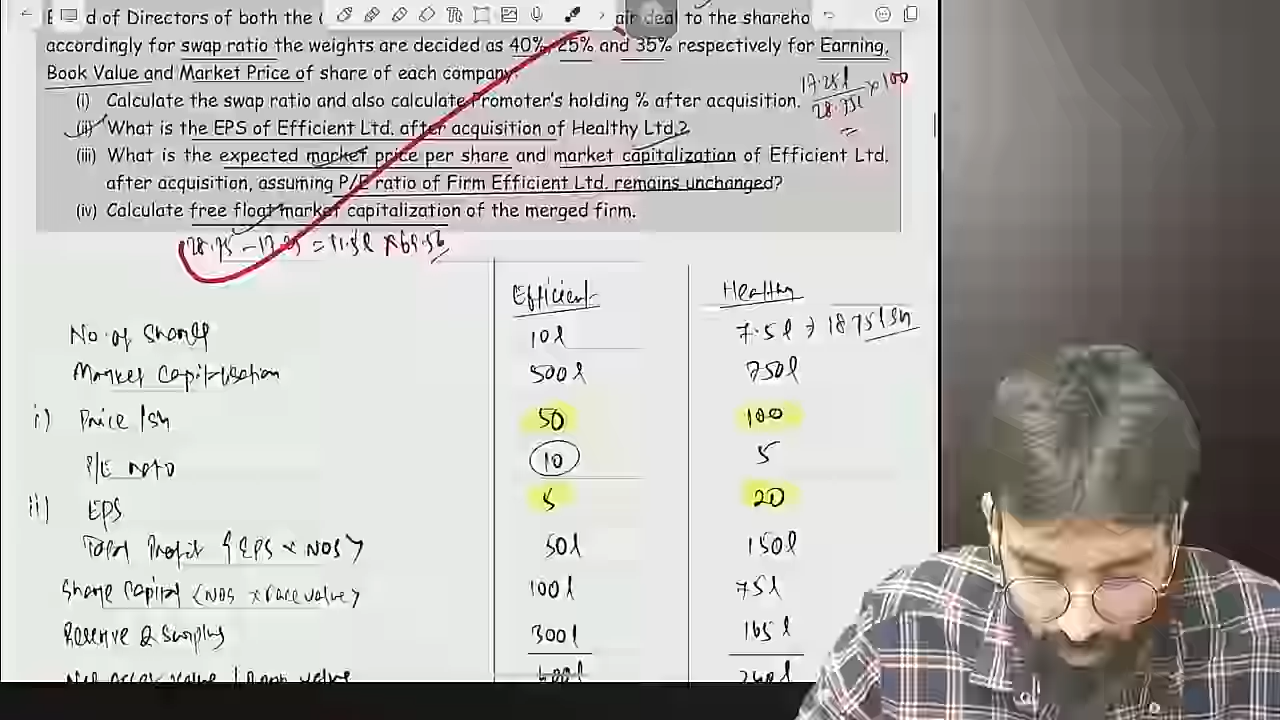 d of Directors of both the
air deal to the shareho
accordingly for swap ratio the weights are decided as 40%, 25% and 35% respectively for Earning,
Book Value and Market Price of share of each company:
(i) Calculate the swap ratio and also calculate Promoter's holding % after acquisition.
17.25l
28.75l × 100
(ii) What is the EPS of Efficient Ltd. after acquisition of Healthy Ltd.?
(iii) What is the expected market price per share and market capitalization of Efficient Ltd.
after acquisition, assuming P/E ratio of Firm Efficient Ltd. remains unchanged?
(iv) Calculate free float market capitalization of the merged firm.
28.75 - 17.25 = 11.5l × 69.56
Efficient Healthy
No. of Share 10l 7.5l → 18.75l sh
Market Capitalisation 500l 750l
i) Price /sh 50 100
P/E ratio 10 5
ii) EPS 5 20
Total Profit {EPS × NOS} 50l 150l
Share Capital <NOS × Face value> 100l 75l
Reserve & Surplus 300l 165l
400l 240l